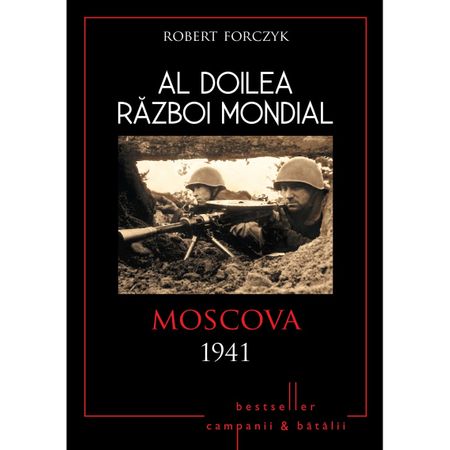 ROBERT FORCZYK
AL DOILEA
RĂZBOI MONDIAL
MOSCOVA
1941
bestseller
campanii & bătălii